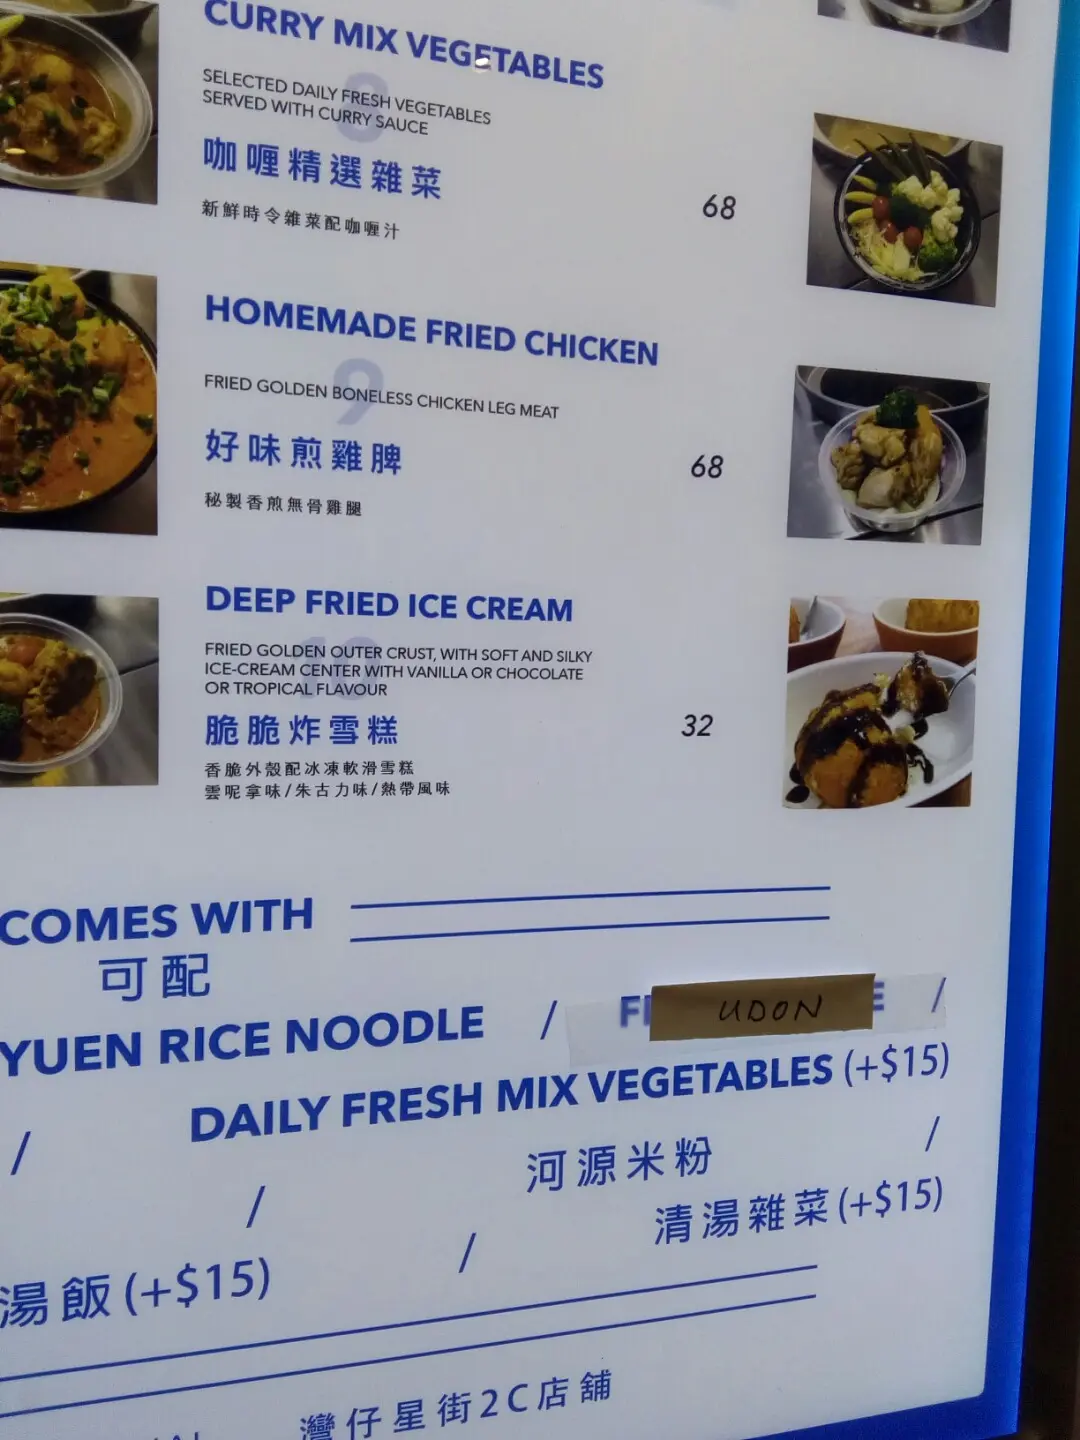 CURRY MIX VEGETABLES
8
SELECTED DAILY FRESH VEGETABLES
SERVED WITH CURRY SAUCE
咖喱精選雜菜
68
新鮮時令雜菜配咖喱汁
HOMEMADE FRIED CHICKEN
9
FRIED GOLDEN BONELESS CHICKEN LEG MEAT
好味煎雞脾
68
秘製香煎無骨雞腿
DEEP FRIED ICE CREAM
10
FRIED GOLDEN OUTER CRUST, WITH SOFT AND SILKY
ICE-CREAM CENTER WITH VANILLA OR CHOCOLATE
OR TROPICAL FLAVOUR
脆脆炸雪糕
32
香脆外殼配冰凍軟滑雪糕
雲呢拿味/朱古力味/熱帶風味
COMES WITH
可配
YUEN RICE NOODLE / UDON /
/ DAILY FRESH MIX VEGETABLES (+$15)
/ 河源米粉 /
湯飯(+$15) / 清湯雜菜(+$15)
灣仔星街2C店舖